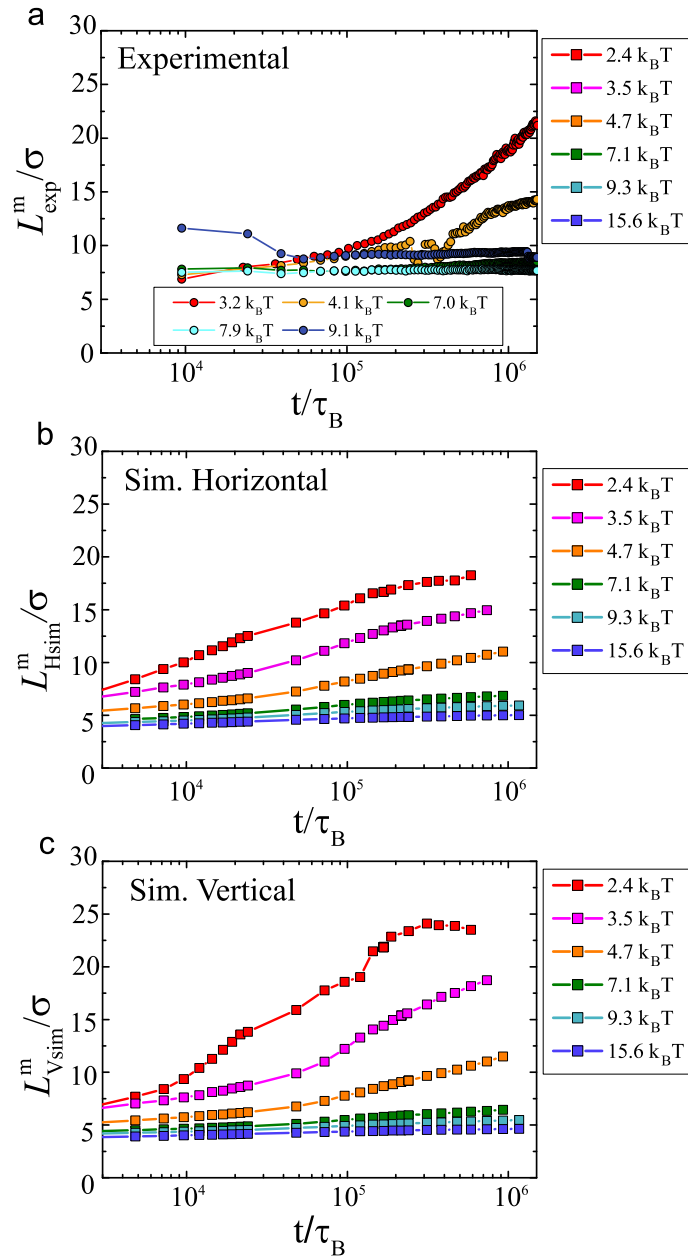 a
30
25
20
15
10
5
0
Experimental
L^m_exp/σ
10^4
10^5
10^6
t/τ_B
3.2 k_BT
4.1 k_BT
7.0 k_BT
7.9 k_BT
9.1 k_BT
2.4 k_BT
3.5 k_BT
4.7 k_BT
7.1 k_BT
9.3 k_BT
15.6 k_BT
b
30
25
20
15
10
5
0
Sim. Horizontal
L^m_Hsim/σ
10^4
10^5
10^6
t/τ_B
2.4 k_BT
3.5 k_BT
4.7 k_BT
7.1 k_BT
9.3 k_BT
15.6 k_BT
c
30
25
20
15
10
5
0
Sim. Vertical
L^m_Vsim/σ
10^4
10^5
10^6
t/τ_B
2.4 k_BT
3.5 k_BT
4.7 k_BT
7.1 k_BT
9.3 k_BT
15.6 k_BT